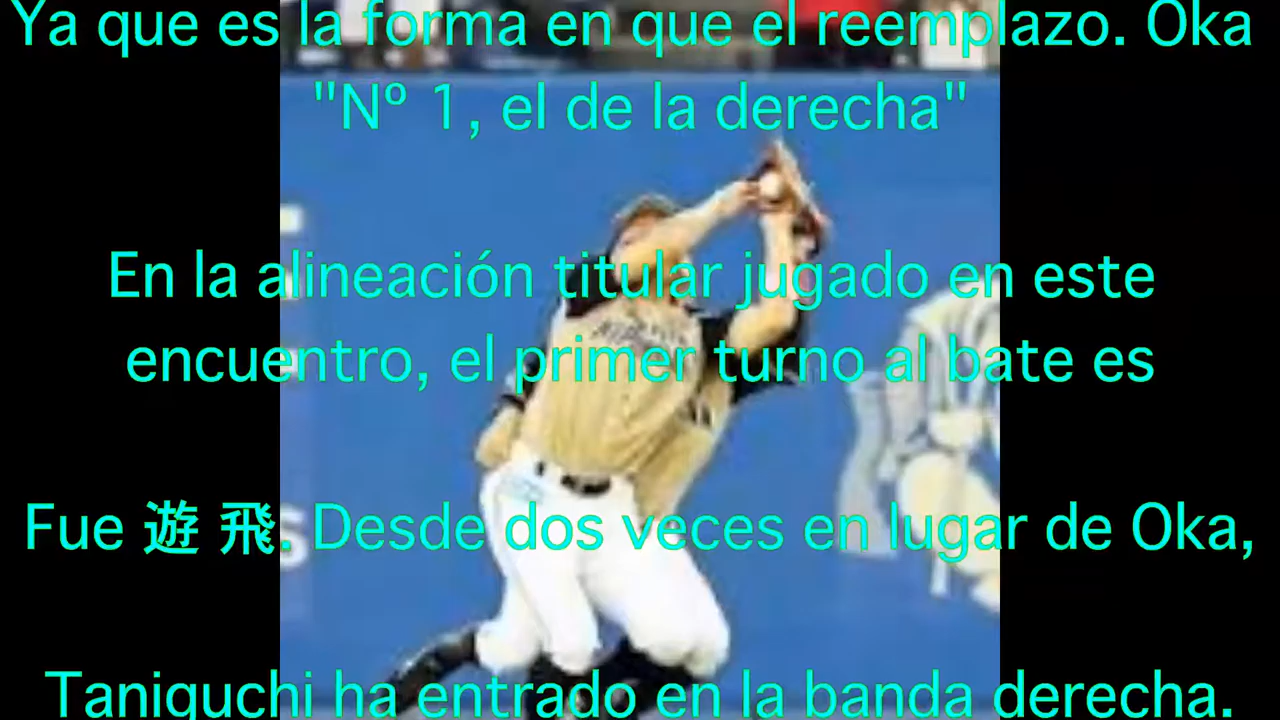 Ya que es la forma en que el reemplazo. Oka
"Nº 1, el de la derecha"
En la alineación titular jugado en este
encuentro, el primer turno al bate es
Fue 遊 飛. Desde dos veces en lugar de Oka,
Taniguchi ha entrado en la banda derecha.